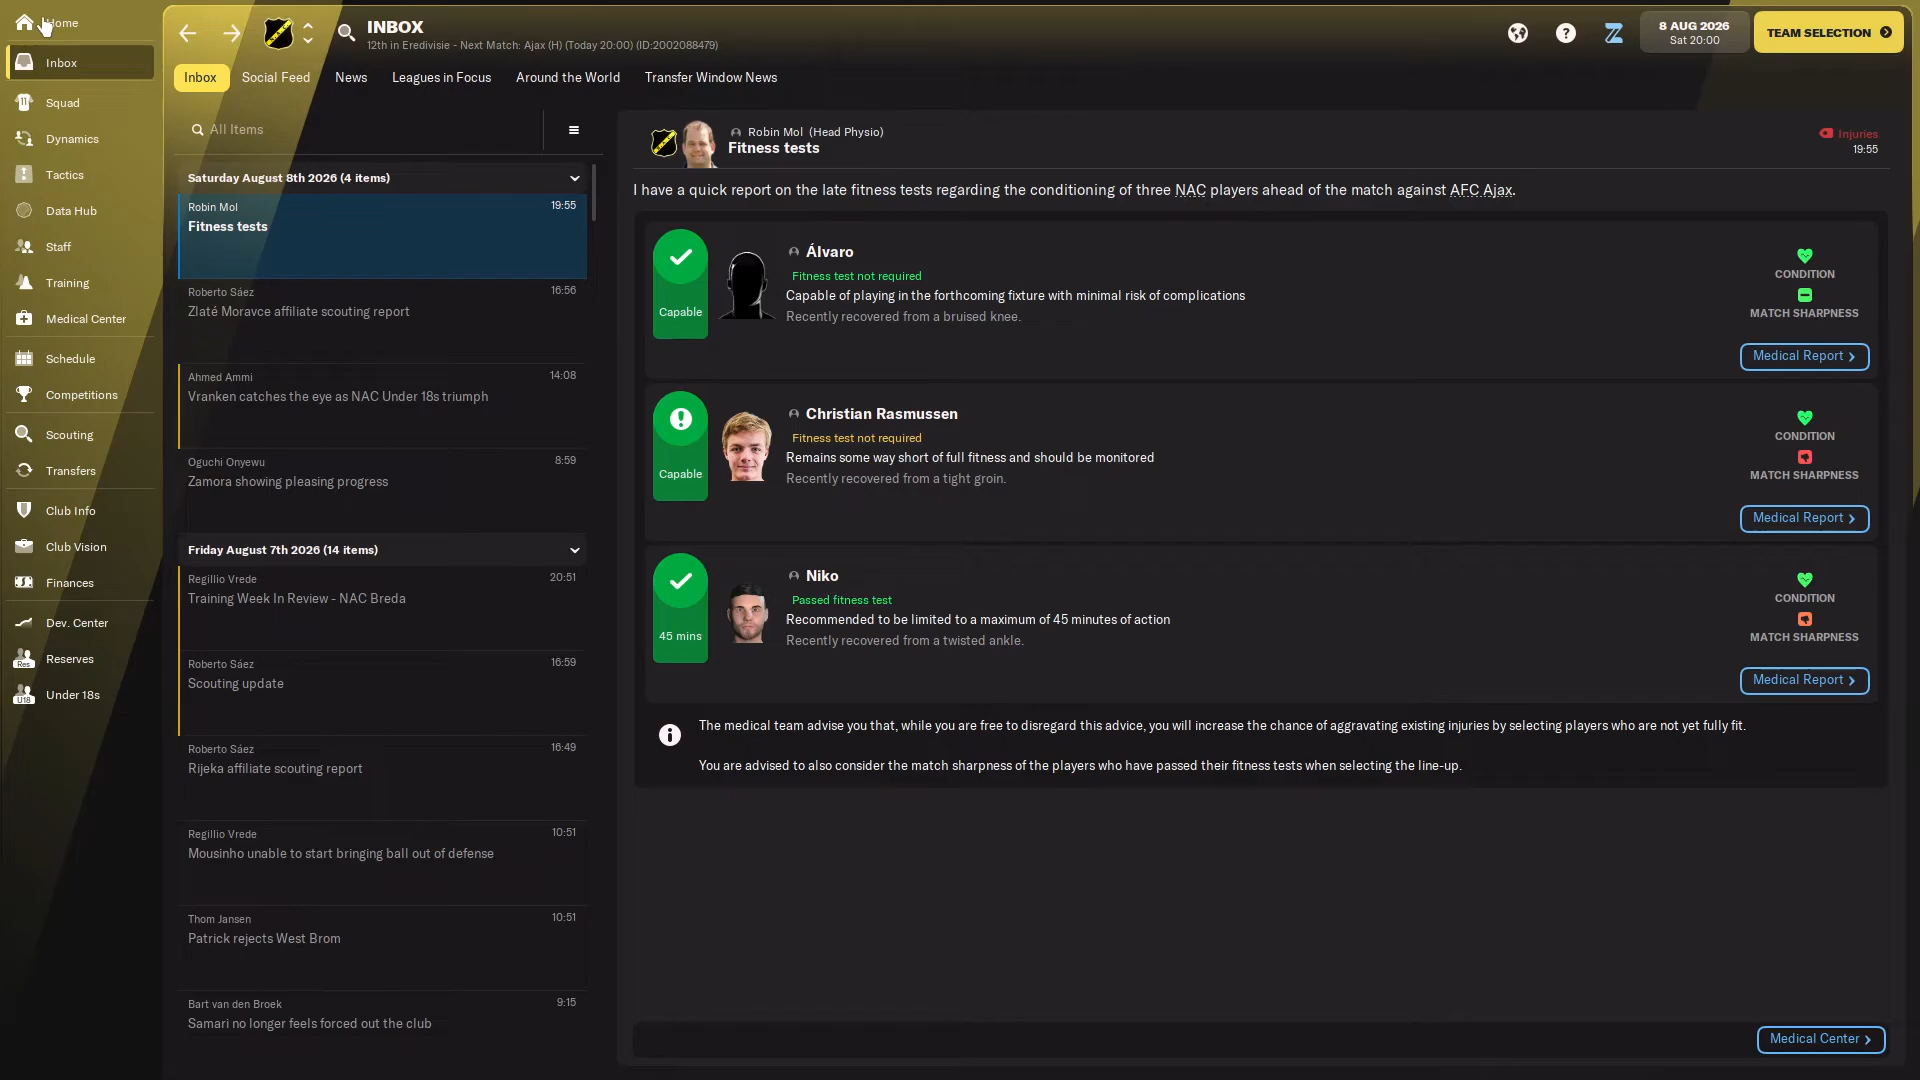 Home
Inbox
Squad
Dynamics
Tactics
Data Hub
Staff
Training
Medical Center
Schedule
Competitions
Scouting
Transfers
Club Info
Club Vision
Finances
Dev. Center
Res
Reserves
U18
Under 18s
INBOX
12th in Eredivisie - Next Match: Ajax (H) (Today 20:00) (ID:2002088479)
8 AUG 2026
Sat 20:00
TEAM SELECTION
Inbox
Social Feed
News
Leagues in Focus
Around the World
Transfer Window News
All Items
Saturday August 8th 2026 (4 items)
Robin Mol 19:55
Fitness tests
Roberto Sáez 16:56
Zlaté Moravce affiliate scouting report
Ahmed Ammi 14:08
Vranken catches the eye as NAC Under 18s triumph
Oguchi Onyewu 8:59
Zamora showing pleasing progress
Friday August 7th 2026 (14 items)
Regillio Vrede 20:51
Training Week In Review - NAC Breda
Roberto Sáez 16:59
Scouting update
Roberto Sáez 16:49
Rijeka affiliate scouting report
Regillio Vrede 10:51
Mousinho unable to start bringing ball out of defense
Thom Jansen 10:51
Patrick rejects West Brom
Bart van den Broek 9:15
Samari no longer feels forced out the club
Robin Mol (Head Physio)
Fitness tests
Injuries
19:55
I have a quick report on the late fitness tests regarding the conditioning of three NAC players ahead of the match against AFC Ajax.
Capable
Álvaro
Fitness test not required
Capable of playing in the forthcoming fixture with minimal risk of complications
Recently recovered from a bruised knee.
CONDITION
MATCH SHARPNESS
Medical Report
Capable
Christian Rasmussen
Fitness test not required
Remains some way short of full fitness and should be monitored
Recently recovered from a tight groin.
CONDITION
MATCH SHARPNESS
Medical Report
45 mins
Niko
Passed fitness test
Recommended to be limited to a maximum of 45 minutes of action
Recently recovered from a twisted ankle.
CONDITION
MATCH SHARPNESS
Medical Report
The medical team advise you that, while you are free to disregard this advice, you will increase the chance of aggravating existing injuries by selecting players who are not yet fully fit.
You are advised to also consider the match sharpness of the players who have passed their fitness tests when selecting the line-up.
Medical Center